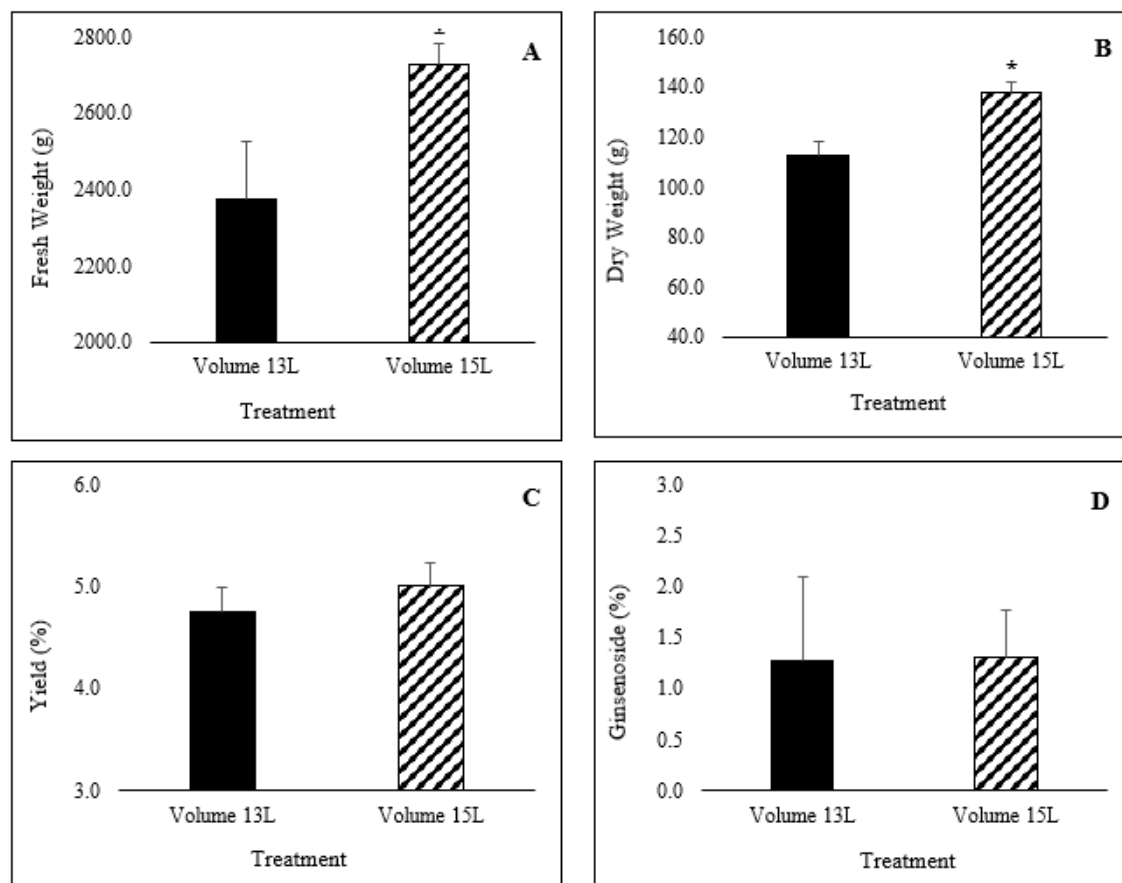 A
Fresh Weight (g)
2800.0
2600.0
2400.0
2200.0
2000.0
*
Volume 13L Volume 15L
Treatment
B
Dry Weight (g)
160.0
140.0
120.0
100.0
80.0
60.0
40.0
*
Volume 13L Volume 15L
Treatment
C
Yield (%)
6.0
5.0
4.0
3.0
Volume 13L Volume 15L
Treatment
D
Ginsenoside (%)
3.0
2.5
2.0
1.5
1.0
0.5
0.0
Volume 13L Volume 15L
Treatment